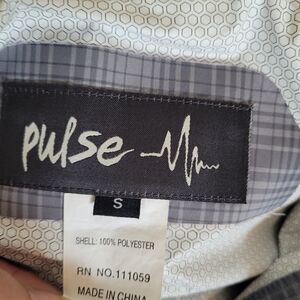 pulse
S
SHELL: 100% POLYESTER
RN NO.111059
MADE IN CHINA